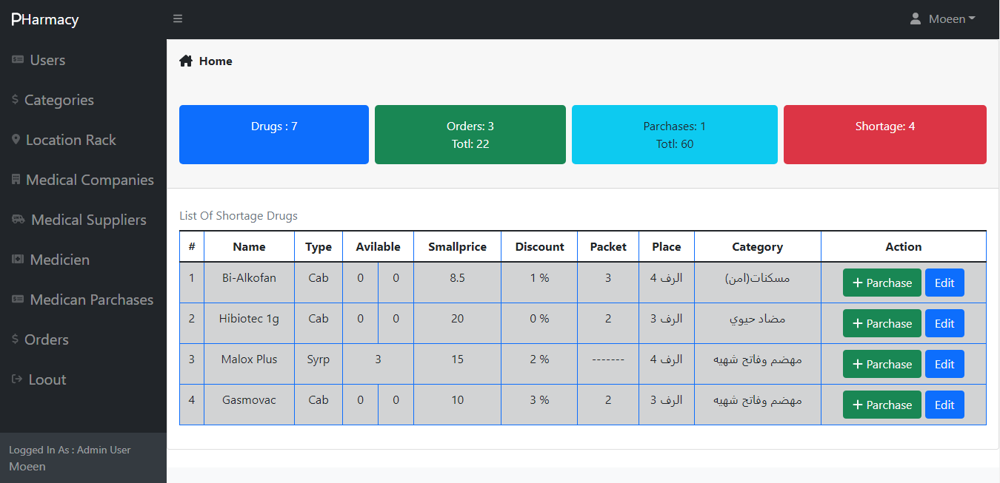 PHarmacy
Moeen
Users
Categories
Location Rack
Medical Companies
Medical Suppliers
Medicien
Medican Parchases
Orders
Loout
Logged In As : Admin User
Moeen
Home
Drugs : 7
Orders: 3
Totl: 22
Parchases: 1
Totl: 60
Shortage: 4
List Of Shortage Drugs
# Name Type Avilable Smallprice Discount Packet Place Category Action
1 Bi-Alkofan Cab 0 0 8.5 1 % 3 الرف 4 مسكنات(امن) + Parchase Edit
2 Hibiotec 1g Cab 0 0 20 0 % 2 الرف 3 مضاد حيوي + Parchase Edit
3 Malox Plus Syrp 3 15 2 % ------- الرف 4 مهضم وفاتح شهيه + Parchase Edit
4 Gasmovac Cab 0 0 10 3 % 2 الرف 3 مهضم وفاتح شهيه + Parchase Edit